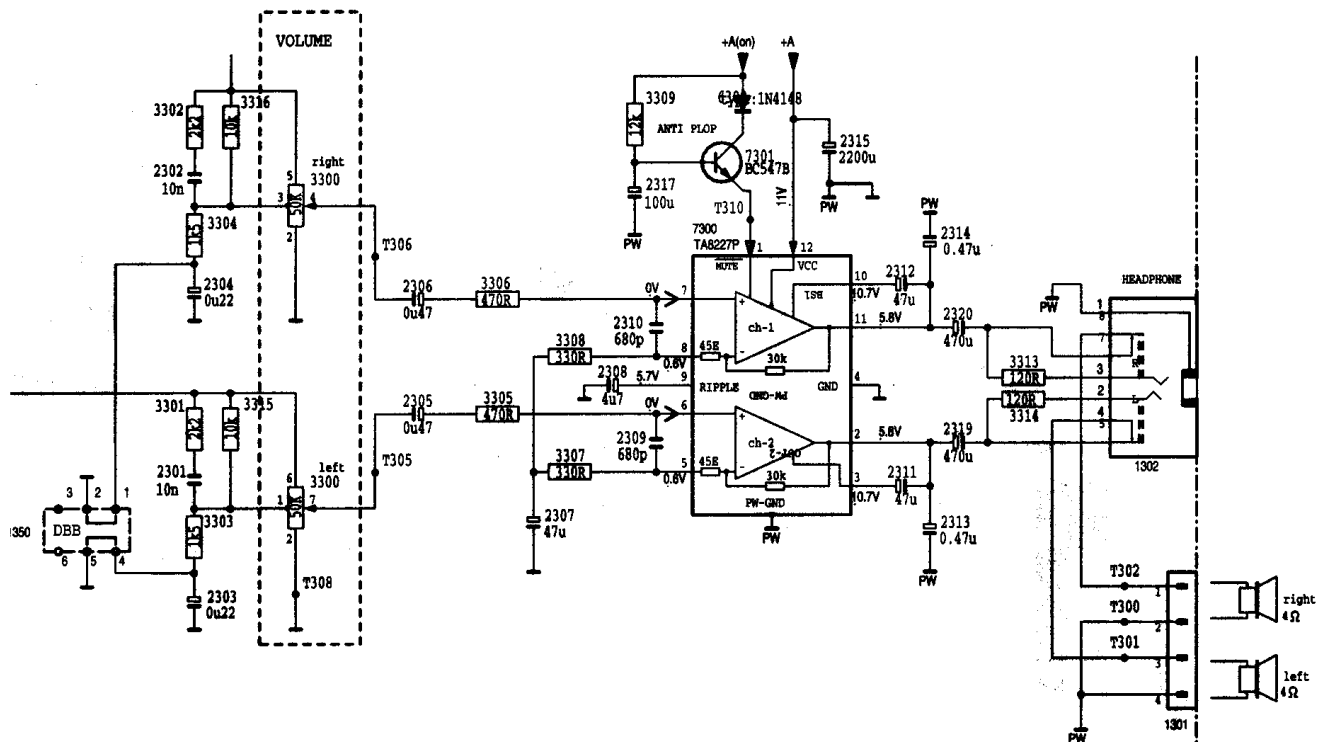 VOLUME
+A(on)
+A
3302
3316
2k2
10k
3309
12k
:1N4148
ANTI PLOP
7301
BC547B
2315
2200u
2302
10n
right
3300
5
3
4
50K
2
3304
1k5
2317
100u
PW
T310
11V
PW
PW
2314
0.47u
T306
7300
TA8227P
1
12
MUTE
VCC
2304
0u22
2306
0u47
3306
470R
0V
7
10
BS1
10.7V
2312
47u
HEADPHONE
PW
1
8
2310
680p
+
ch-1
-
11
5.8V
2320
470u
7
3308
330R
8
0.6V
45E
30k
R
3313
120R
3
2308
4u7
5.7V
9
RIPPLE
GND
4
PW-GND
2
120R
3314
L
4
5
3301
2k2
3315
10k
2305
0u47
3305
470R
0V
6
2309
680p
+
ch-2
-
OUT-2
2
5.8V
2319
470u
1302
2301
10n
left
3300
6
1
7
50K
2
T305
3307
330R
5
0.6V
45E
30k
3
10.7V
2311
47u
PW-GND
PW
3
2
1
DBB
1350
6
5
4
3303
1k5
2307
47u
2313
0.47u
PW
T308
2303
0u22
T302
1
T300
2
T301
3
4
1301
PW
right
4Ω
left
4Ω